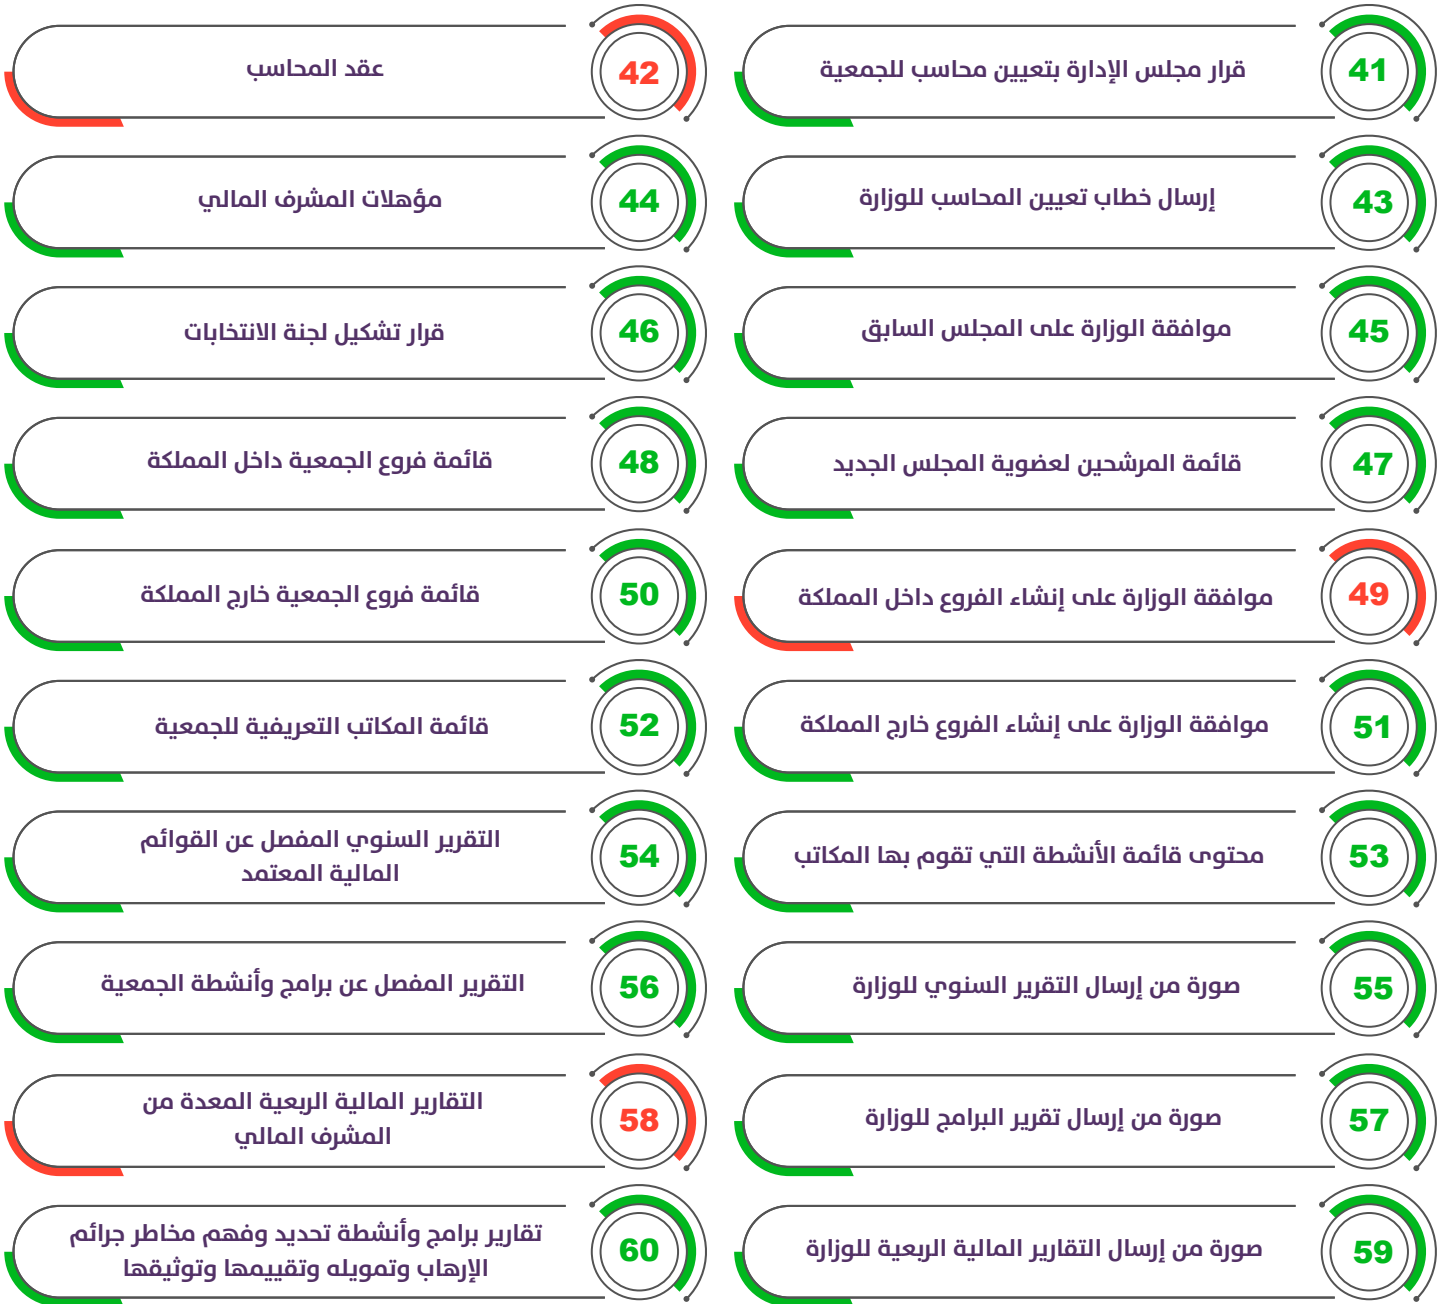 41
قرار مجلس الإدارة بتعيين محاسب للجمعية
42
عقد المحاسب
43
إرسال خطاب تعيين المحاسب للوزارة
44
مؤهلات المشرف المالي
45
موافقة الوزارة على المجلس السابق
46
قرار تشكيل لجنة الانتخابات
47
قائمة المرشحين لعضوية المجلس الجديد
48
قائمة فروع الجمعية داخل المملكة
49
موافقة الوزارة على إنشاء الفروع داخل المملكة
50
قائمة فروع الجمعية خارج المملكة
51
موافقة الوزارة على إنشاء الفروع خارج المملكة
52
قائمة المكاتب التعريفية للجمعية
53
محتوى قائمة الأنشطة التي تقوم بها المكاتب
54
التقرير السنوي المفصل عن القوائم
المالية المعتمد
55
صورة من إرسال التقرير السنوي للوزارة
56
التقرير المفصل عن برامج وأنشطة الجمعية
57
صورة من إرسال تقرير البرامج للوزارة
58
التقارير المالية الربعية المعدة من
المشرف المالي
59
صورة من إرسال التقارير المالية الربعية للوزارة
60
تقارير برامج وأنشطة تحديد وفهم مخاطر جرائم
الإرهاب وتمويله وتقييمها وتوثيقها